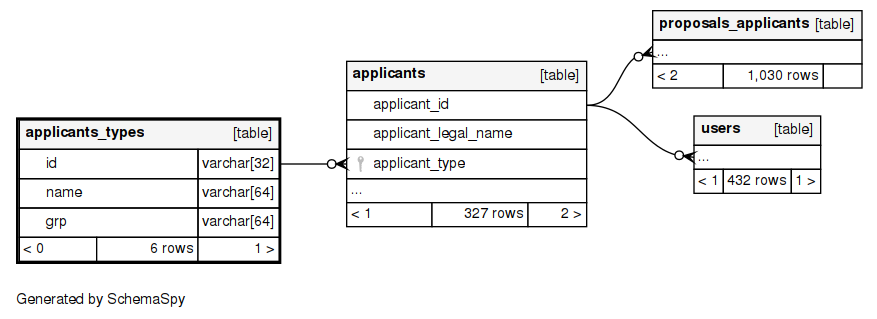 proposals_applicants [table]
...
< 2 1,030 rows
applicants [table]
applicant_id
applicant_legal_name
applicant_type
...
< 1 327 rows 2 >
users [table]
...
< 1 432 rows 1 >
applicants_types [table]
id varchar[32]
name varchar[64]
grp varchar[64]
< 0 6 rows 1 >
Generated by SchemaSpy